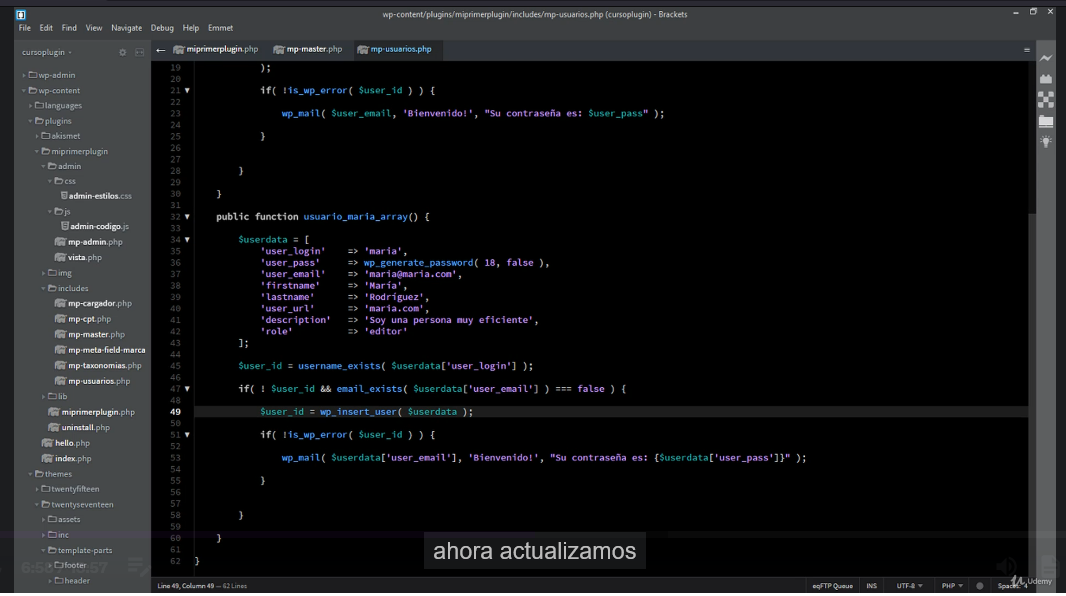 wp-content/plugins/miprimerplugin/includes/mp-usuarios.php (cursoplugin) - Brackets
File Edit Find View Navigate Debug Help Emmet
cursoplugin
miprimerplugin.php mp-master.php mp-usuarios.php
wp-admin
wp-content
languages
plugins
akismet
miprimerplugin
admin
css
admin-estilos.css
js
admin-codigo.js
mp-admin.php
vista.php
img
includes
mp-cargador.php
mp-cpt.php
mp-master.php
mp-meta-field-marca
mp-taxonomias.php
mp-usuarios.php
lib
miprimerplugin.php
uninstall.php
hello.php
index.php
themes
twentyfifteen
twentyseventeen
assets
inc
template-parts
footer
header
19 );
20
21 if( !is_wp_error( $user_id ) ) {
22
23 wp_mail( $user_email, 'Bienvenido!', "Su contraseña es: $user_pass" );
24
25 }
26
27
28 }
29
30 }
31
32 public function usuario_maria_array() {
33
34 $userdata = [
35 'user_login' => 'maria',
36 'user_pass' => wp_generate_password( 18, false ),
37 'user_email' => 'maria@maria.com',
38 'firstname' => 'María',
39 'lastname' => 'Rodríguez',
40 'user_url' => 'maria.com',
41 'description' => 'Soy una persona muy eficiente',
42 'role' => 'editor'
43 ];
44
45 $user_id = username_exists( $userdata['user_login'] );
46
47 if( ! $user_id && email_exists( $userdata['user_email'] ) === false ) {
48
49 $user_id = wp_insert_user( $userdata );
50
51 if( !is_wp_error( $user_id ) ) {
52
53 wp_mail( $userdata['user_email'], 'Bienvenido!', "Su contraseña es: {$userdata['user_pass']}" );
54
55 }
56
57
58 }
59
60 }
61
62 }
ahora actualizamos
Line 49, Column 49 — 62 Lines
eqFTP Queue INS UTF-8 PHP Spaces: 4
Udemy